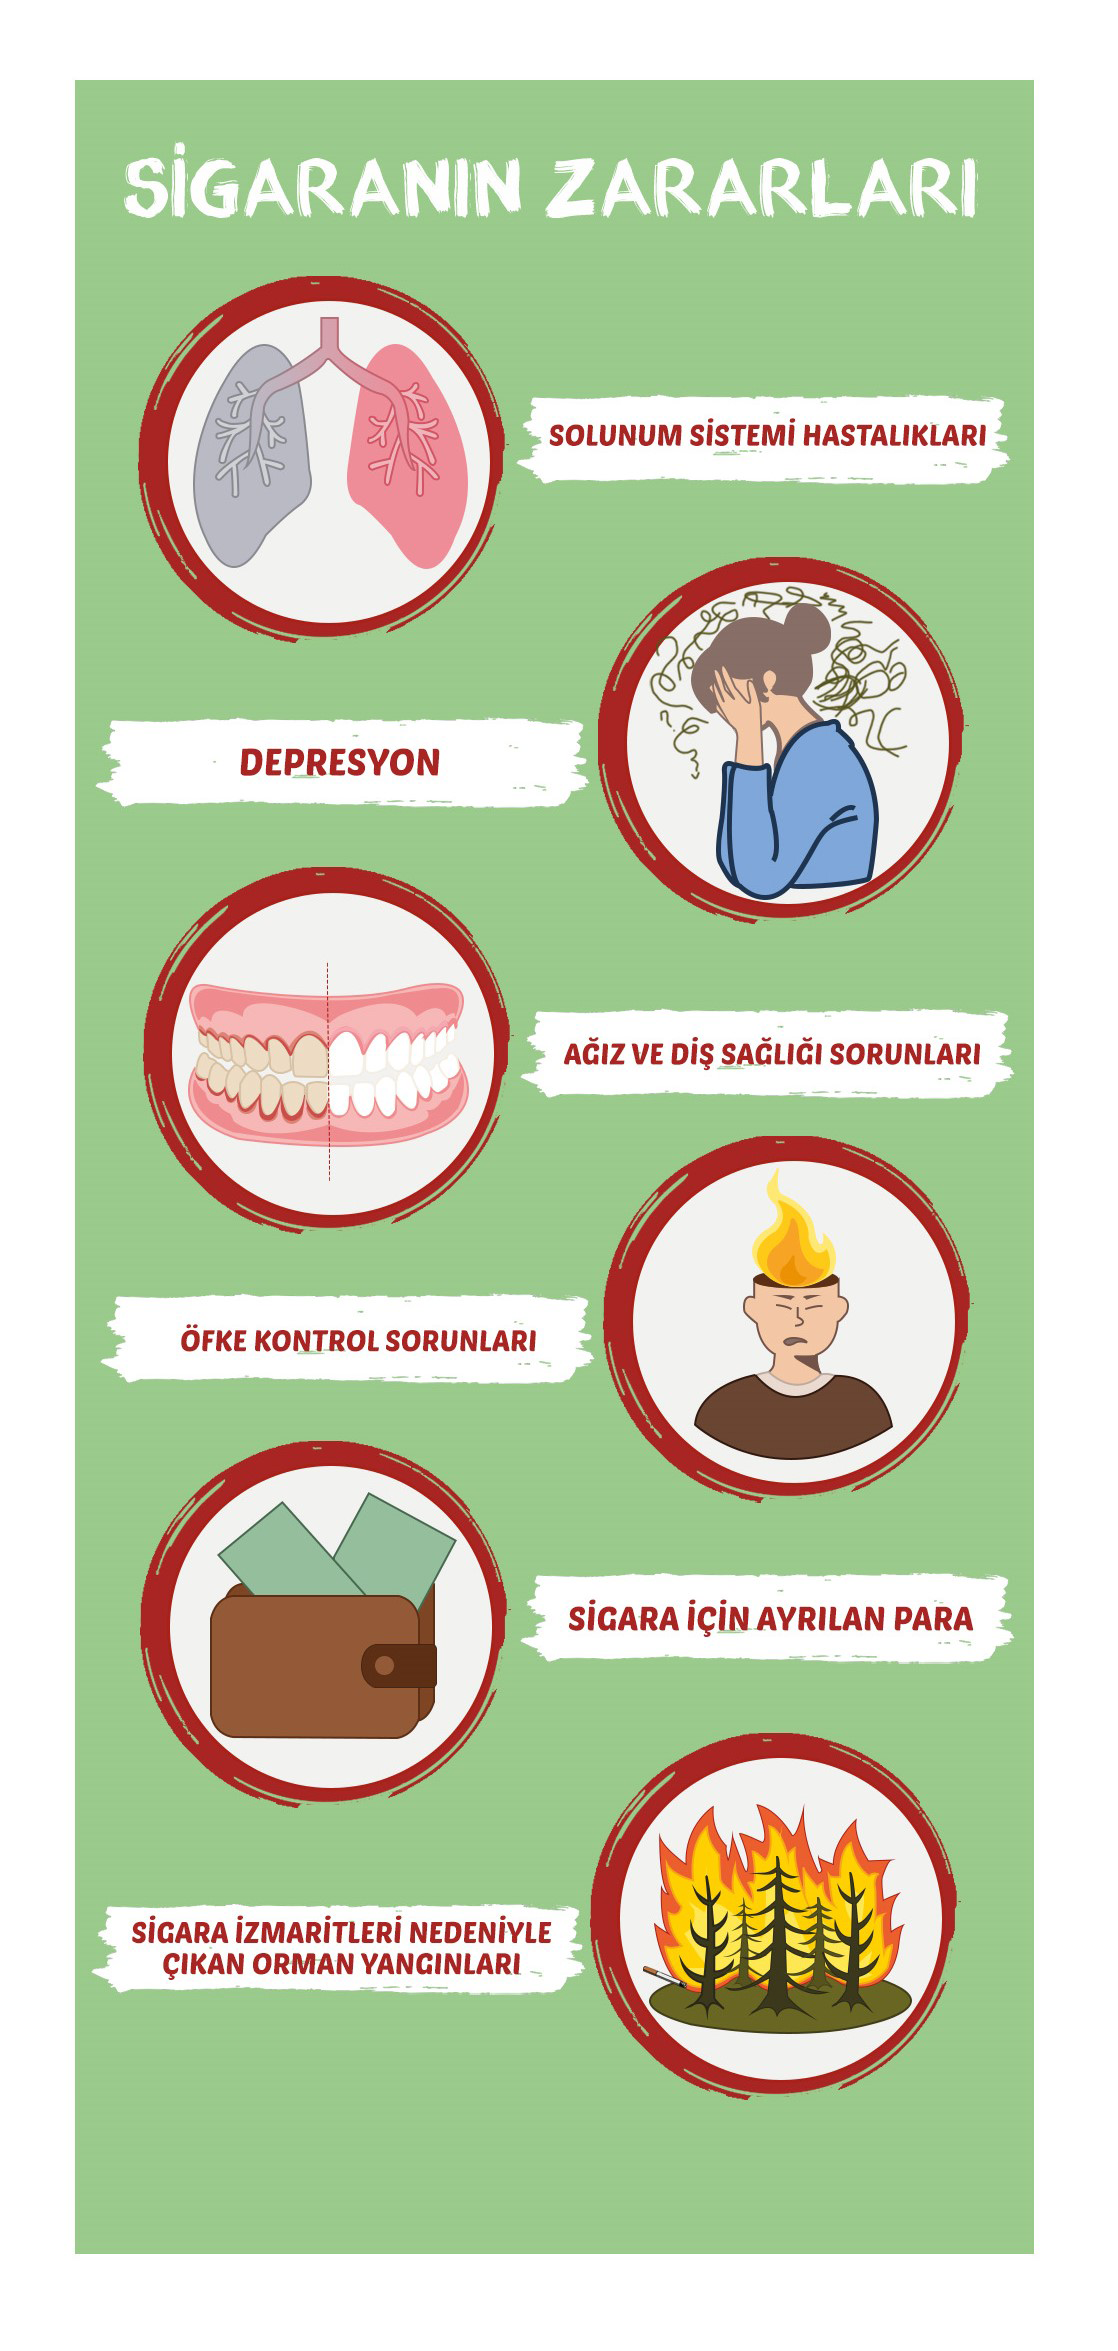 SİGARANIN ZARARLARI
SOLUNUM SİSTEMİ HASTALIKLARI
DEPRESYON
AĞIZ VE DİŞ SAĞLIĞI SORUNLARI
ÖFKE KONTROL SORUNLARI
SİGARA İÇİN AYRILAN PARA
SİGARA İZMARİTLERİ NEDENİYLE
ÇIKAN ORMAN YANGINLARI